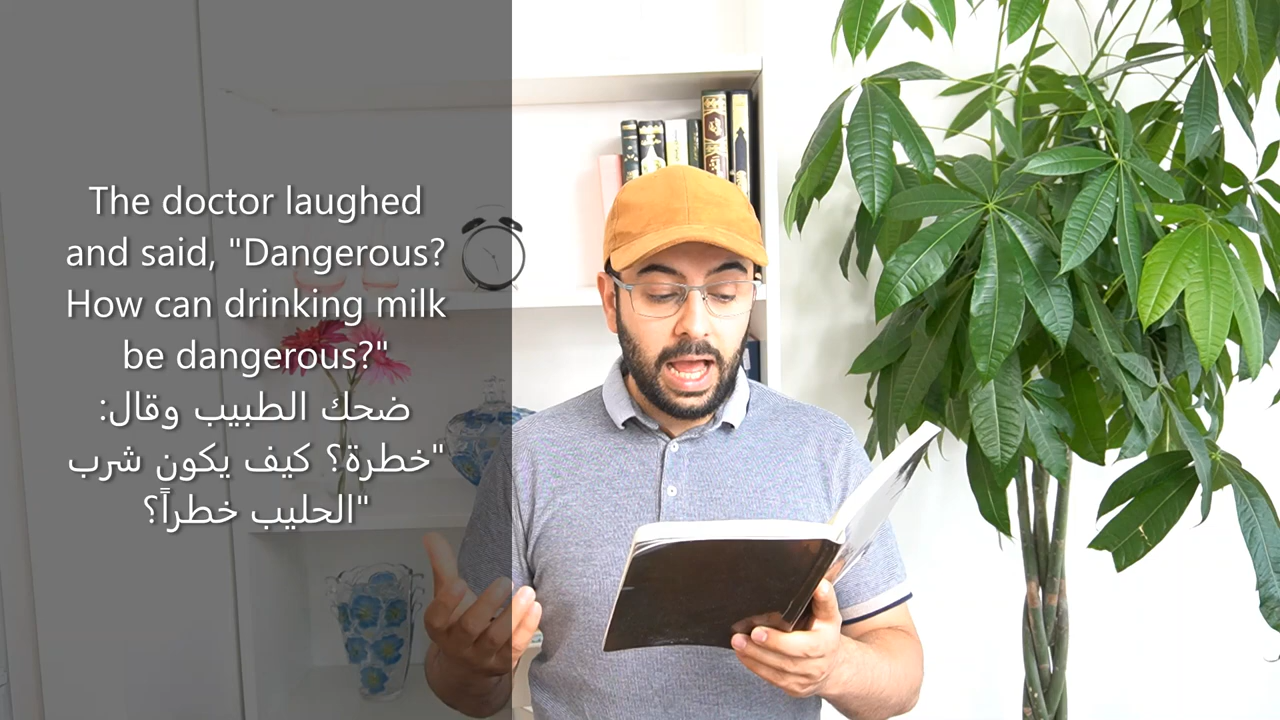 The doctor laughed
and said, "Dangerous?
How can drinking milk
be dangerous?"
ضحك الطبيب وقال:
"خطرة؟ كيف يكون شرب
الحليب خطراً؟"